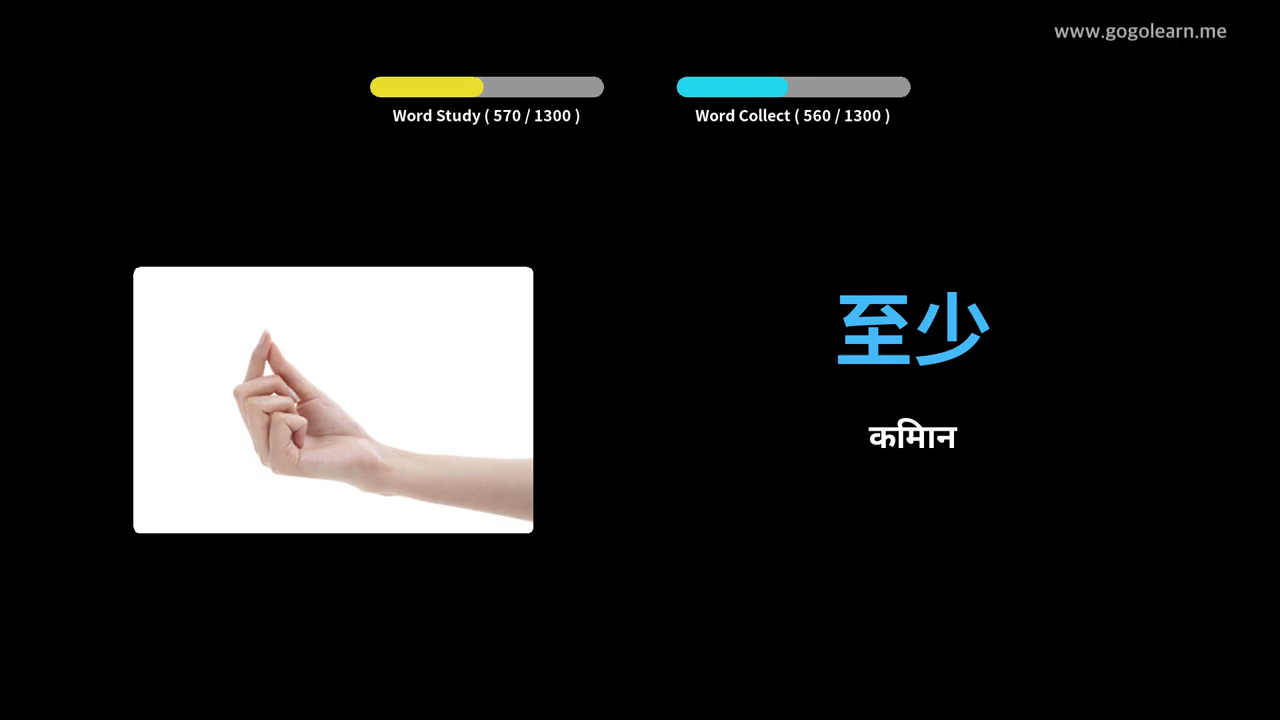 www.gogolearn.me
Word Study ( 570 / 1300 )
Word Collect ( 560 / 1300 )
至少
कमिान